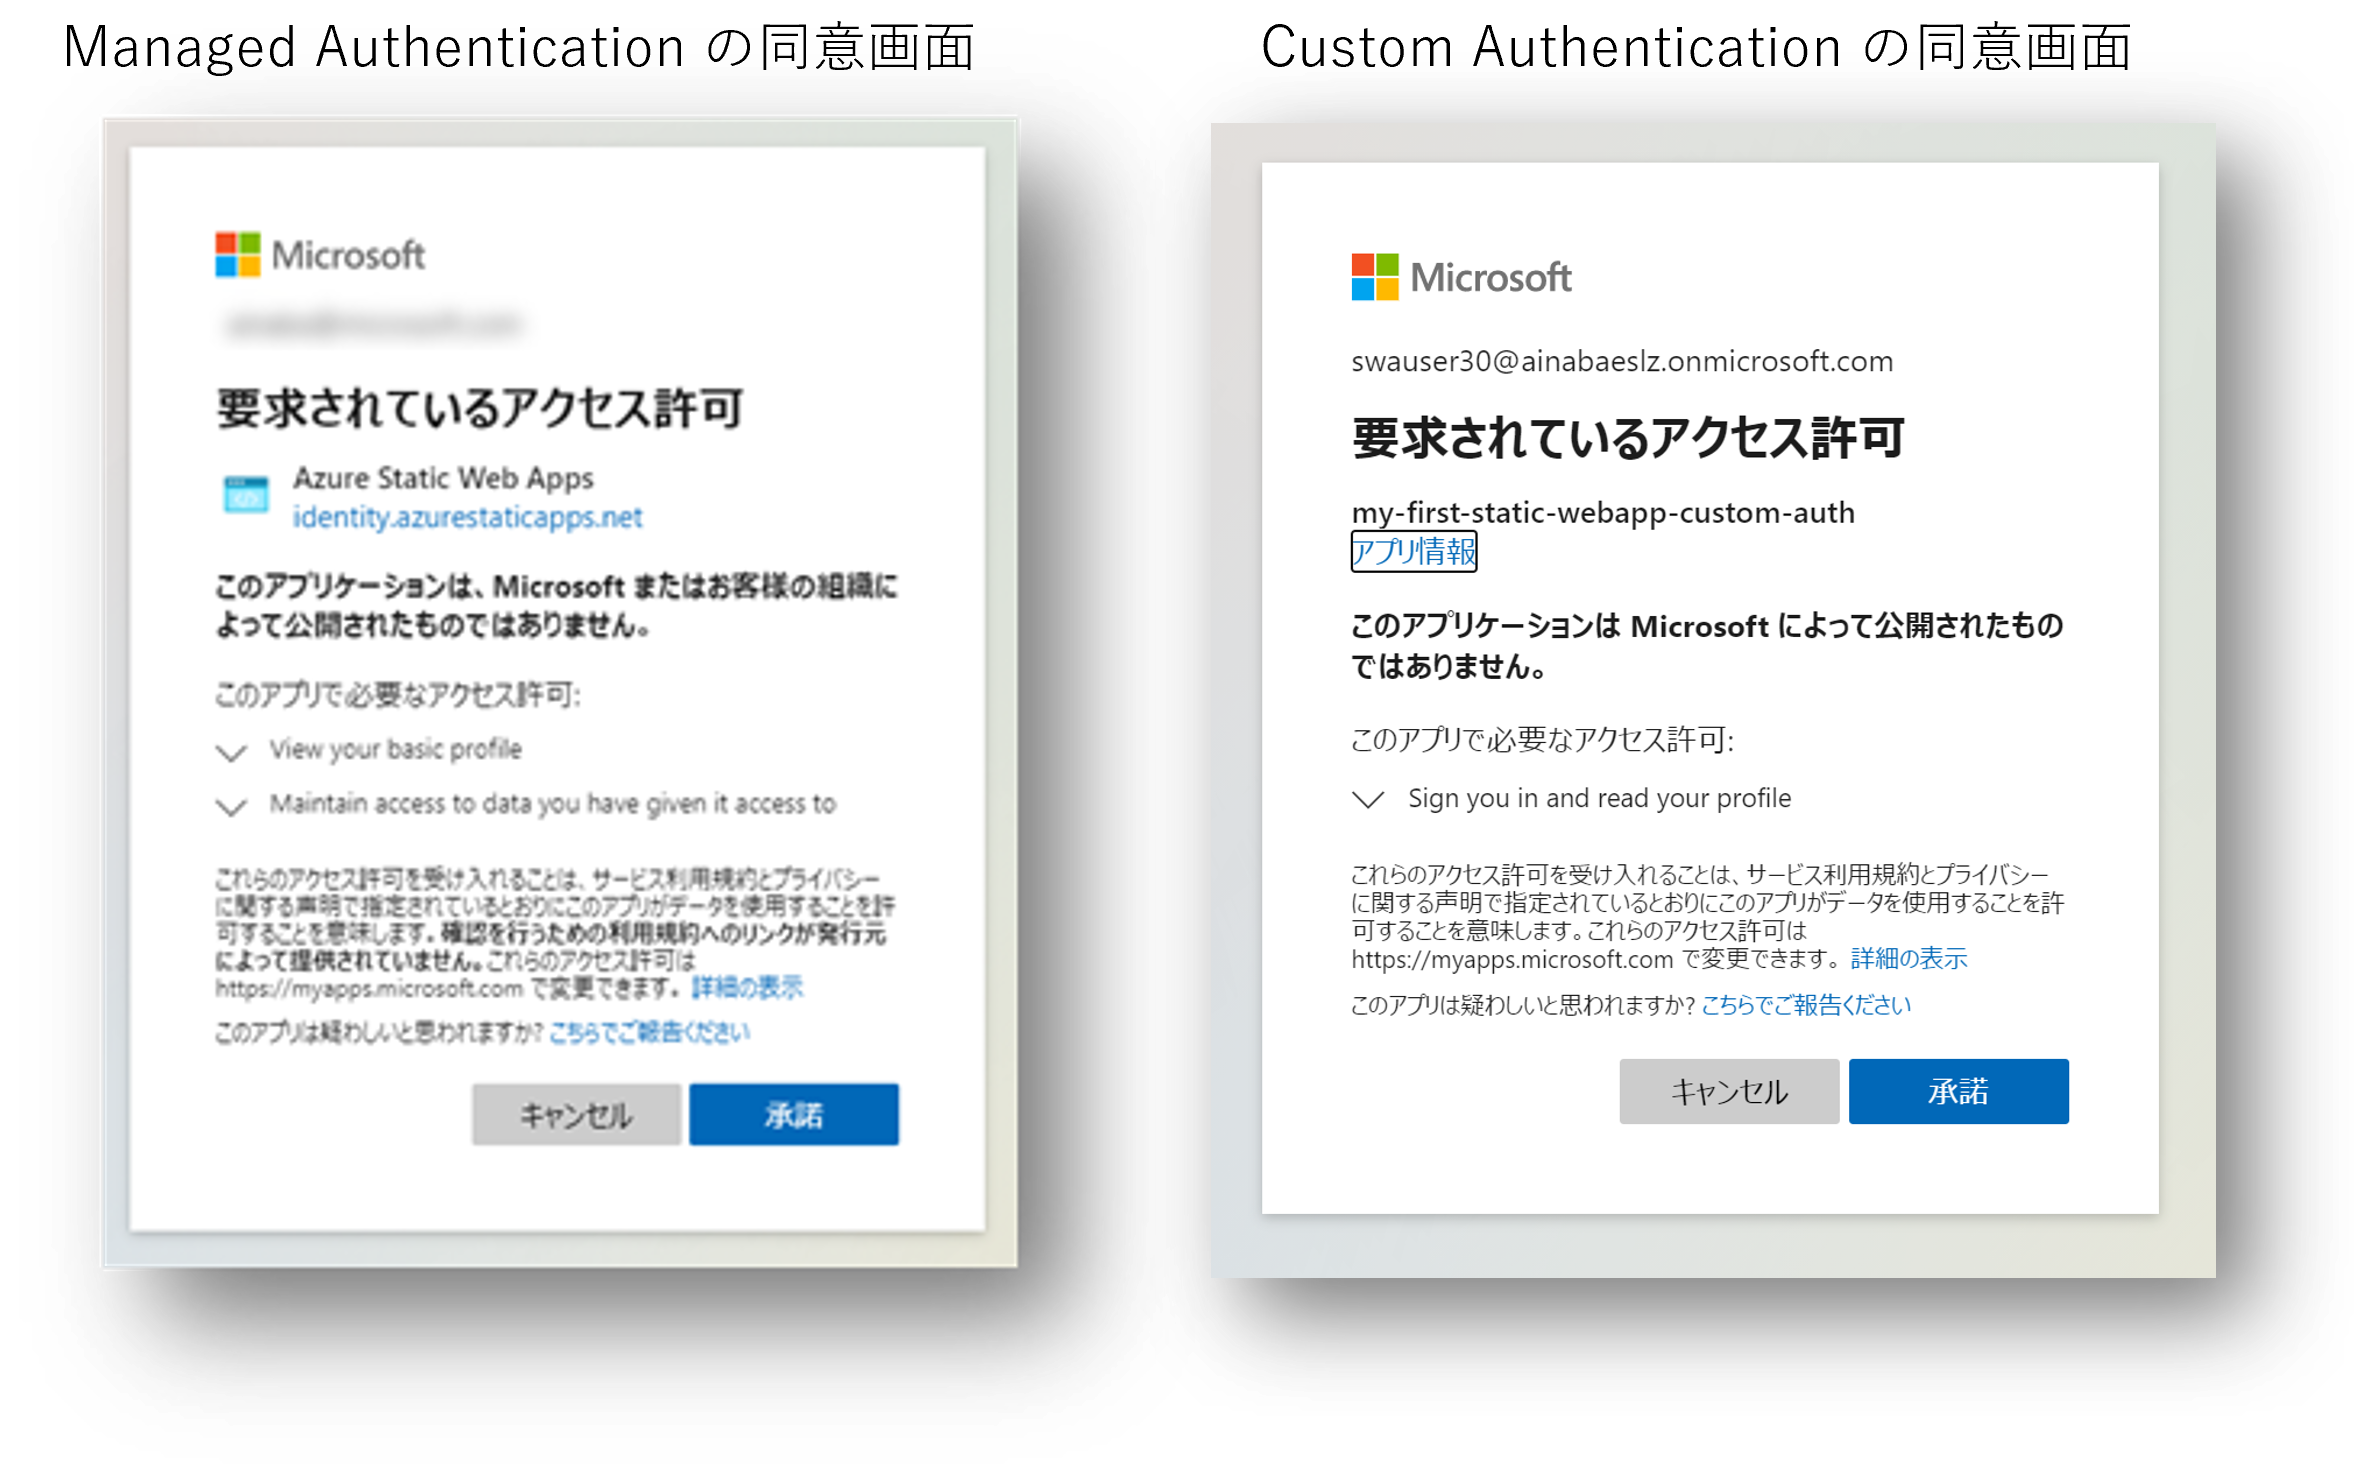 Managed Authentication の同意画面
Microsoft
要求されているアクセス許可
Azure Static Web Apps
identity.azurestaticapps.net
このアプリケーションは、Microsoft またはお客様の組織に
よって公開されたものではありません。
このアプリで必要なアクセス許可:
View your basic profile
Maintain access to data you have given it access to
これらのアクセス許可を受け入れることは、サービス利用規約とプライバシー
に関する声明で指定されているとおりにこのアプリがデータを使用することを許
可することを意味します。確認を行うための利用規約へのリンクが発行元
によって提供されていません。これらのアクセス許可は
https://myapps.microsoft.com で変更できます。 詳細の表示
このアプリは疑わしいと思われますか? こちらでご報告ください
キャンセル 承諾
Custom Authentication の同意画面
Microsoft
swauser30@ainabaeslz.onmicrosoft.com
要求されているアクセス許可
my-first-static-webapp-custom-auth
アプリ情報
このアプリケーションは Microsoft によって公開されたもの
ではありません。
このアプリで必要なアクセス許可:
Sign you in and read your profile
これらのアクセス許可を受け入れることは、サービス利用規約とプライバシー
に関する声明で指定されているとおりにこのアプリがデータを使用することを許
可することを意味します。これらのアクセス許可は
https://myapps.microsoft.com で変更できます。 詳細の表示
このアプリは疑わしいと思われますか? こちらでご報告ください
キャンセル 承諾